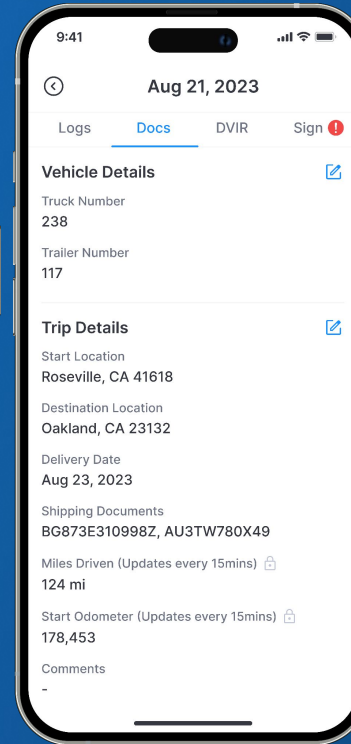 9:41
Aug 21, 2023
Logs Docs DVIR Sign !
Vehicle Details
Truck Number
238
Trailer Number
117
Trip Details
Start Location
Roseville, CA 41618
Destination Location
Oakland, CA 23132
Delivery Date
Aug 23, 2023
Shipping Documents
BG873E310998Z, AU3TW780X49
Miles Driven (Updates every 15mins)
124 mi
Start Odometer (Updates every 15mins)
178,453
Comments
-